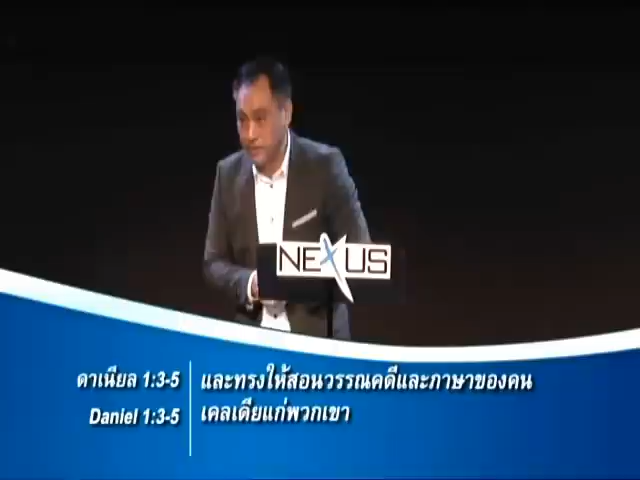 NEXUS
ดาเนียล 1:3-5
Daniel 1:3-5
และทรงให้สอนวรรณคดีและภาษาของคน
เคลเดียแก่พวกเขา